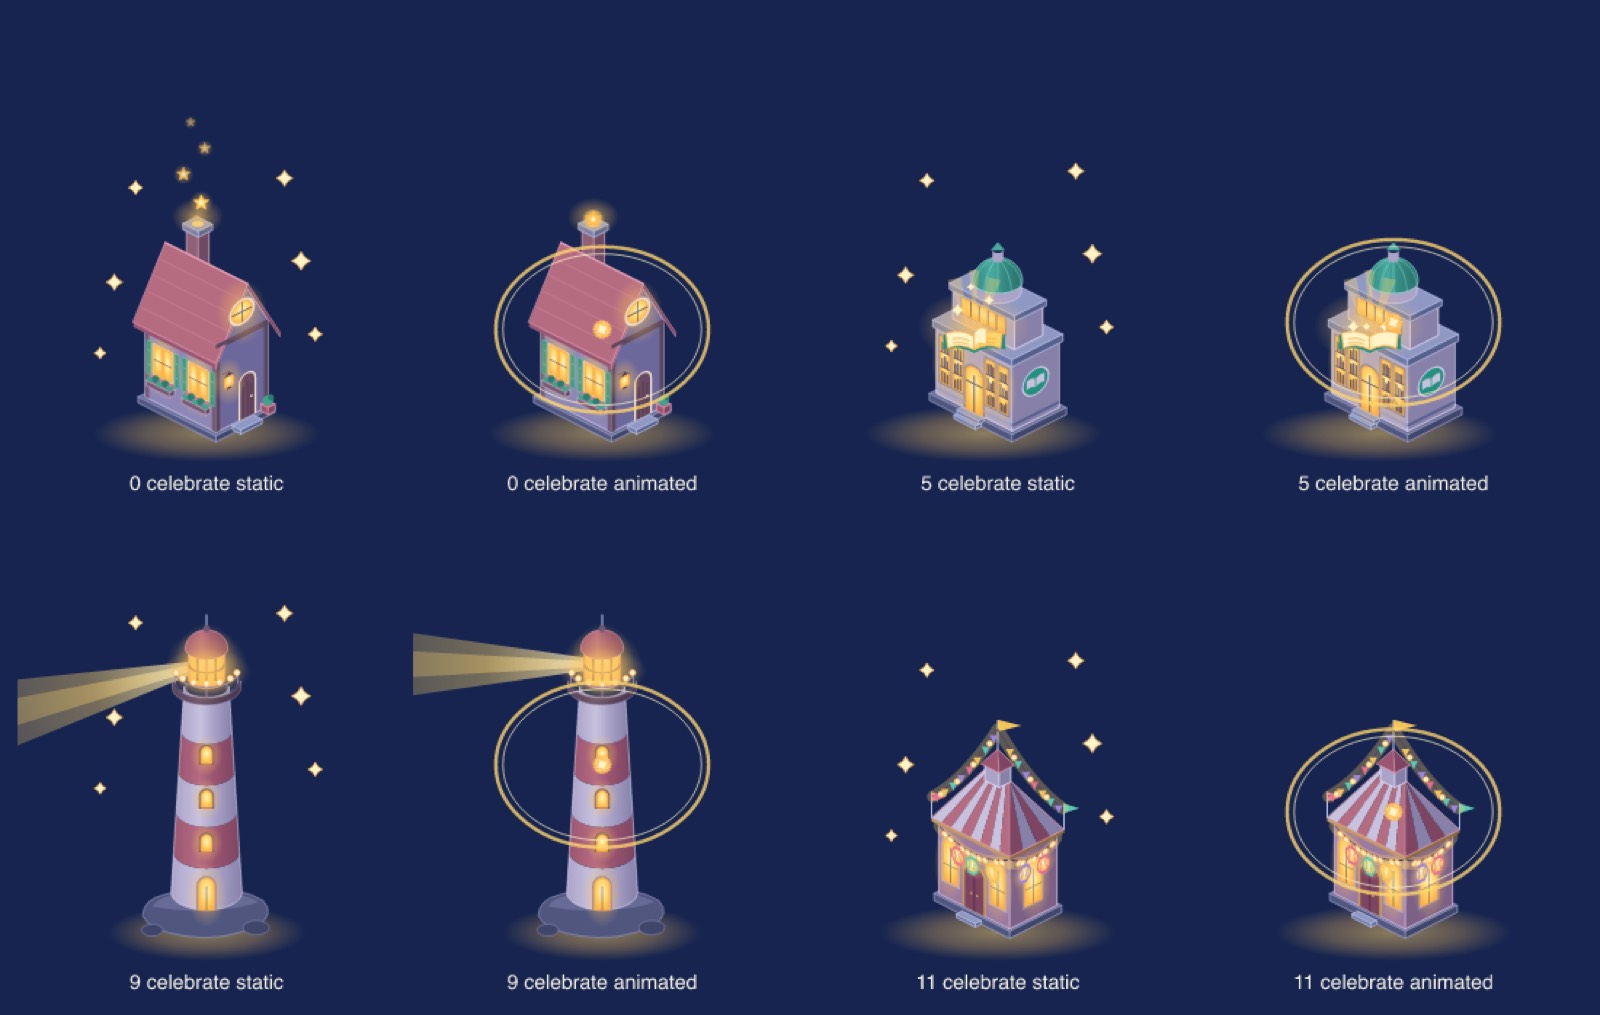 0 celebrate static
0 celebrate animated
5 celebrate static
5 celebrate animated
9 celebrate static
9 celebrate animated
11 celebrate static
11 celebrate animated